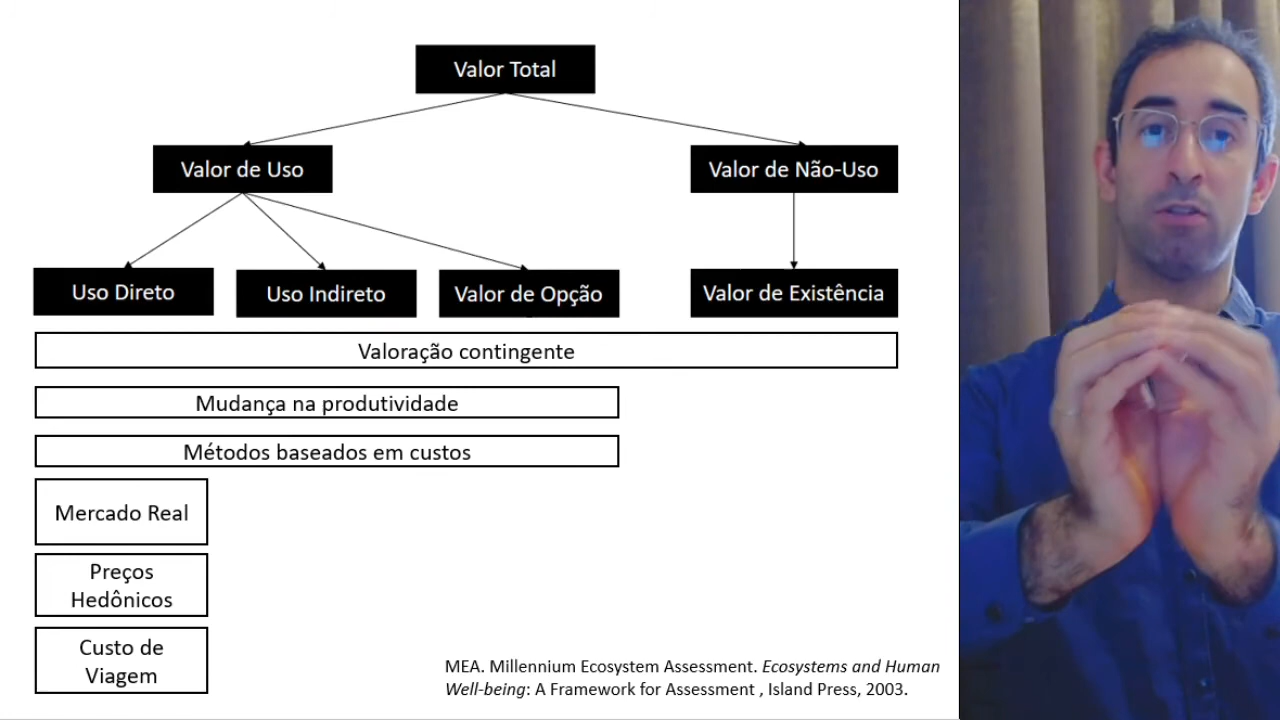 Valor Total
Valor de Uso
Valor de Não-Uso
Uso Direto
Uso Indireto
Valor de Opção
Valor de Existência
Valoração contingente
Mudança na produtividade
Métodos baseados em custos
Mercado Real
Preços
Hedônicos
Custo de
Viagem
MEA. Millennium Ecosystem Assessment. Ecosystems and Human
Well-being: A Framework for Assessment , Island Press, 2003.